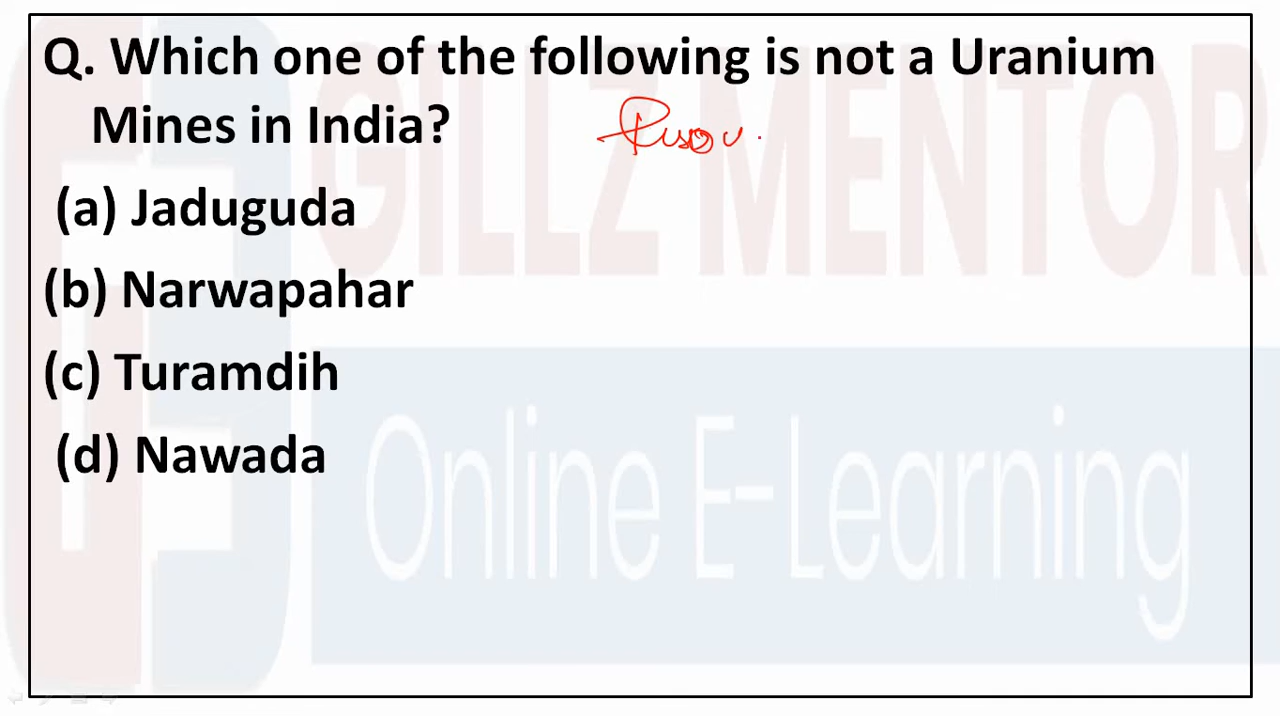 Q. Which one of the following is not a Uranium
Mines in India?
(a) Jaduguda
(b) Narwapahar
(c) Turamdih
(d) Nawada
GILLZ MENTOR
Online E-Learning